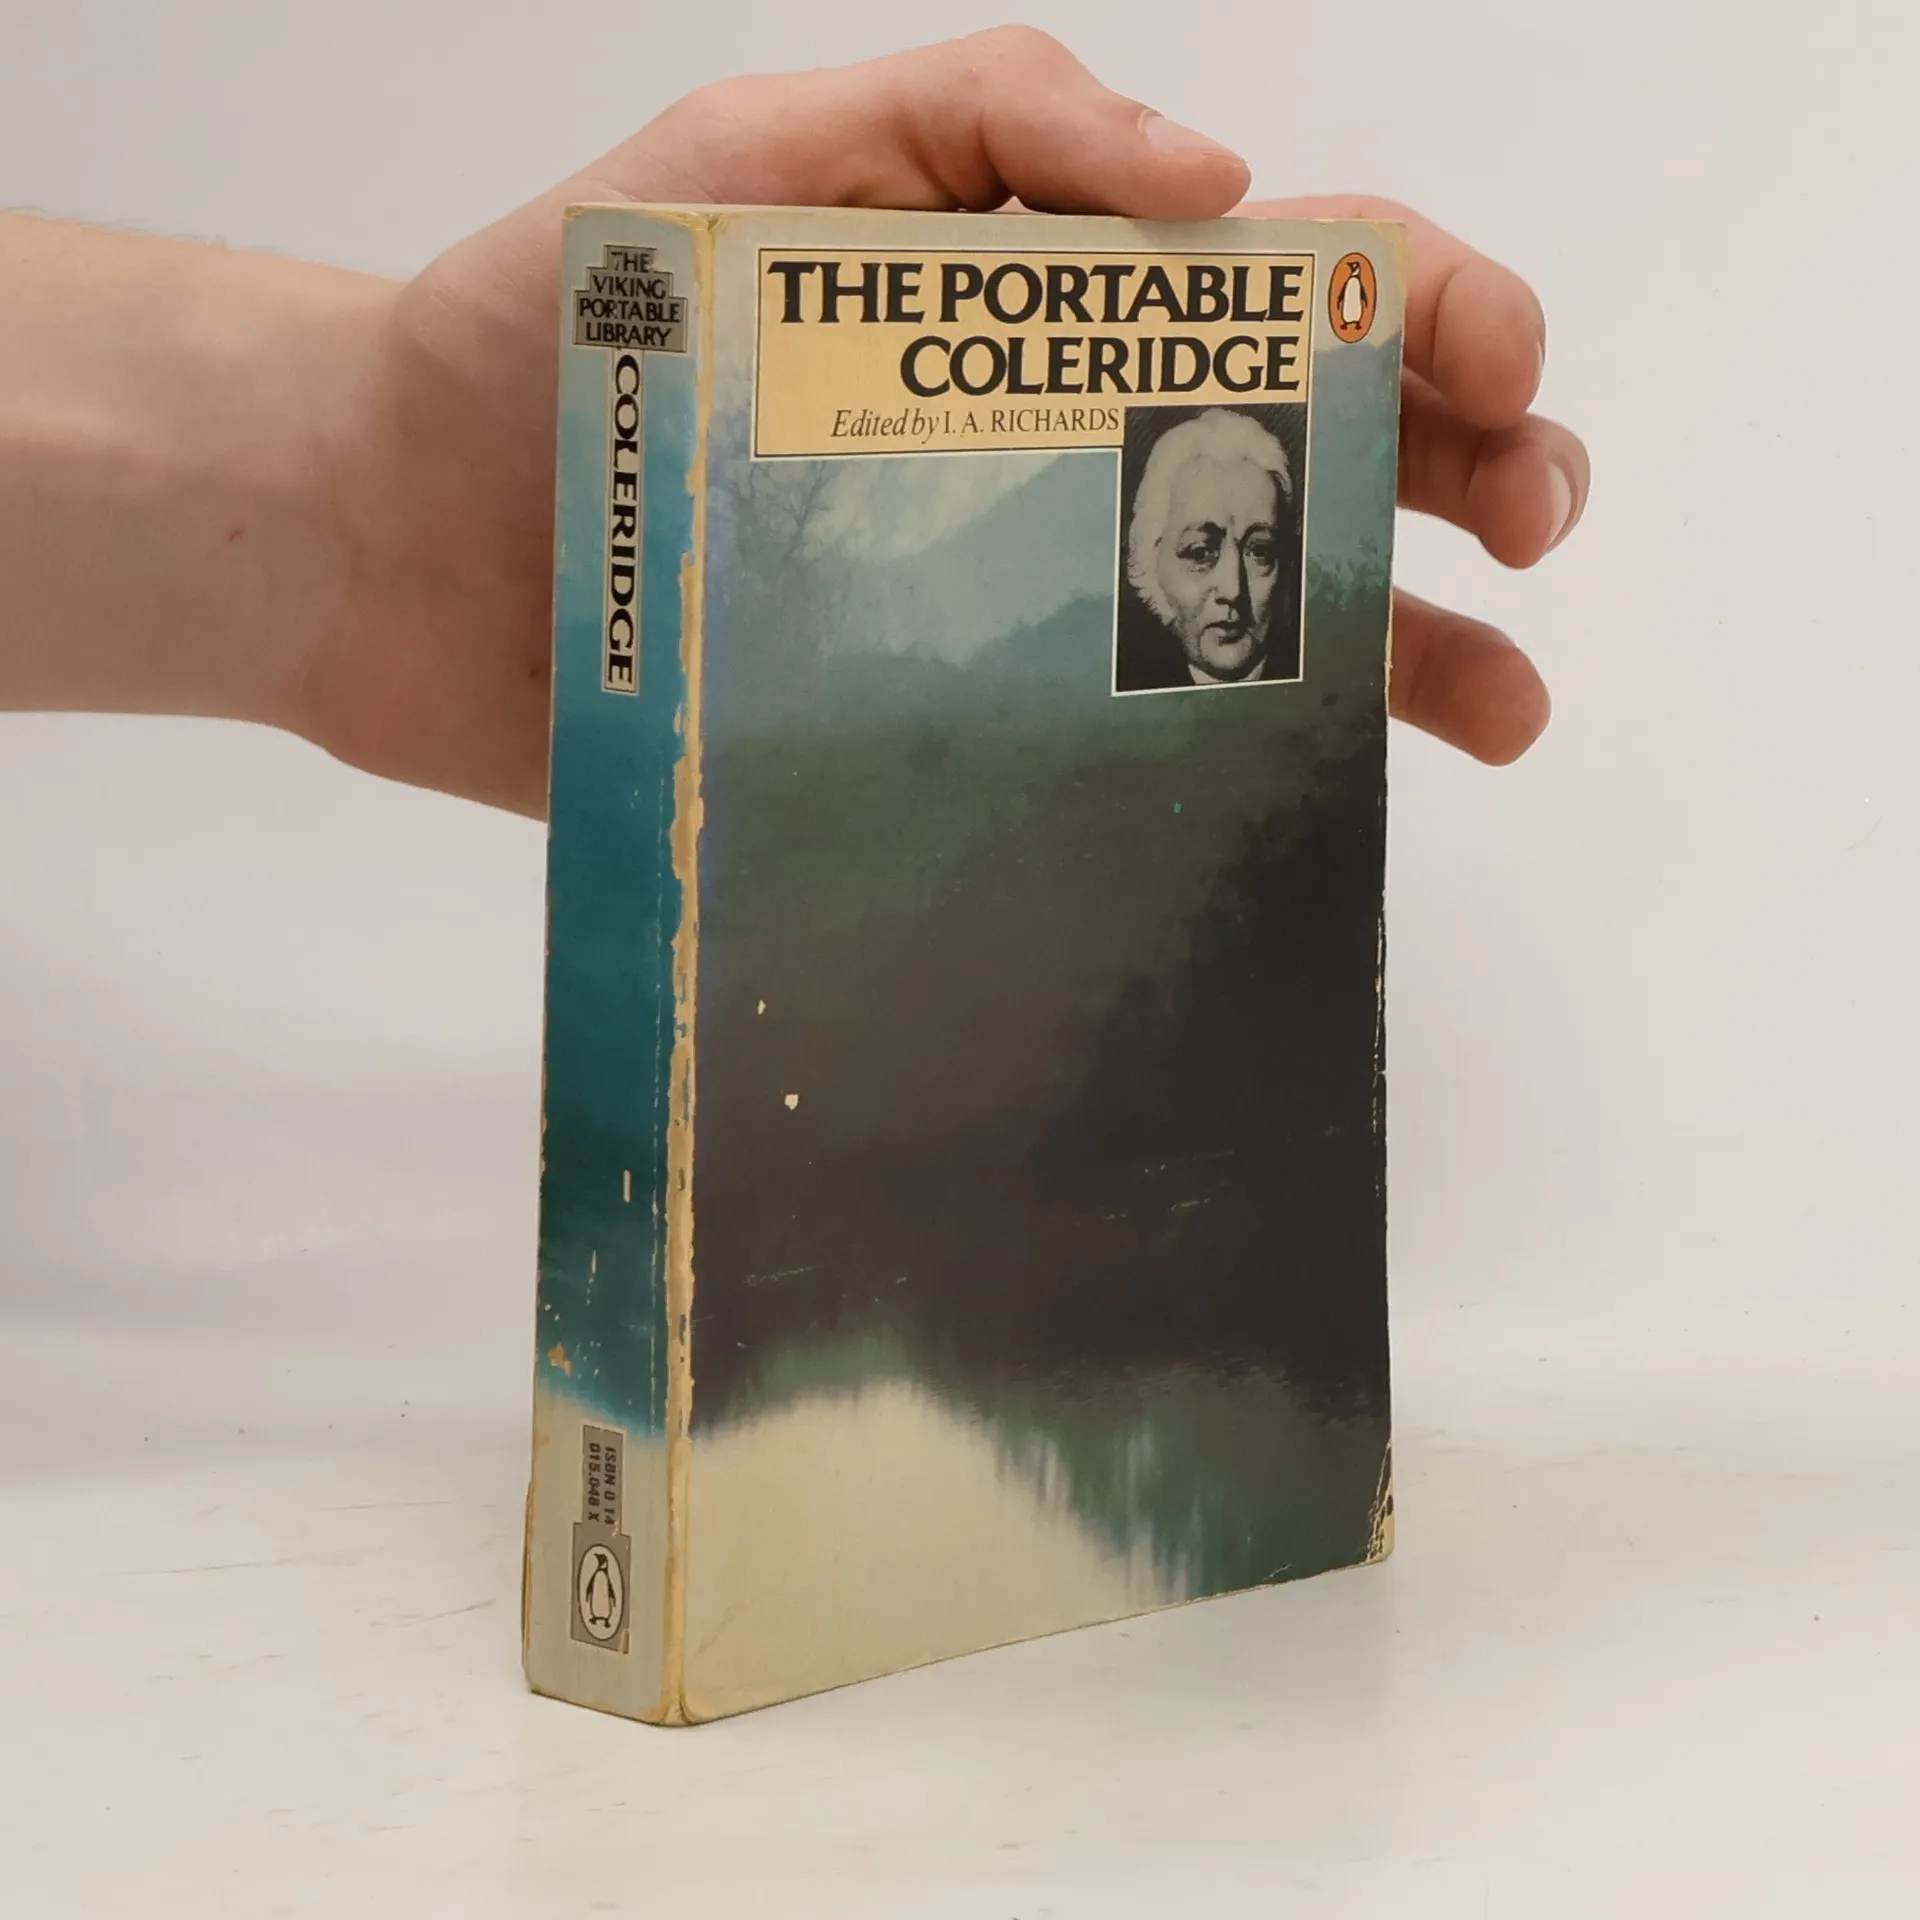 THE
VIKING
PORTABLE
LIBRARY
COLERIDGE
ISBN 0 14
015.048 X
THE PORTABLE
COLERIDGE
Edited by I. A. RICHARDS